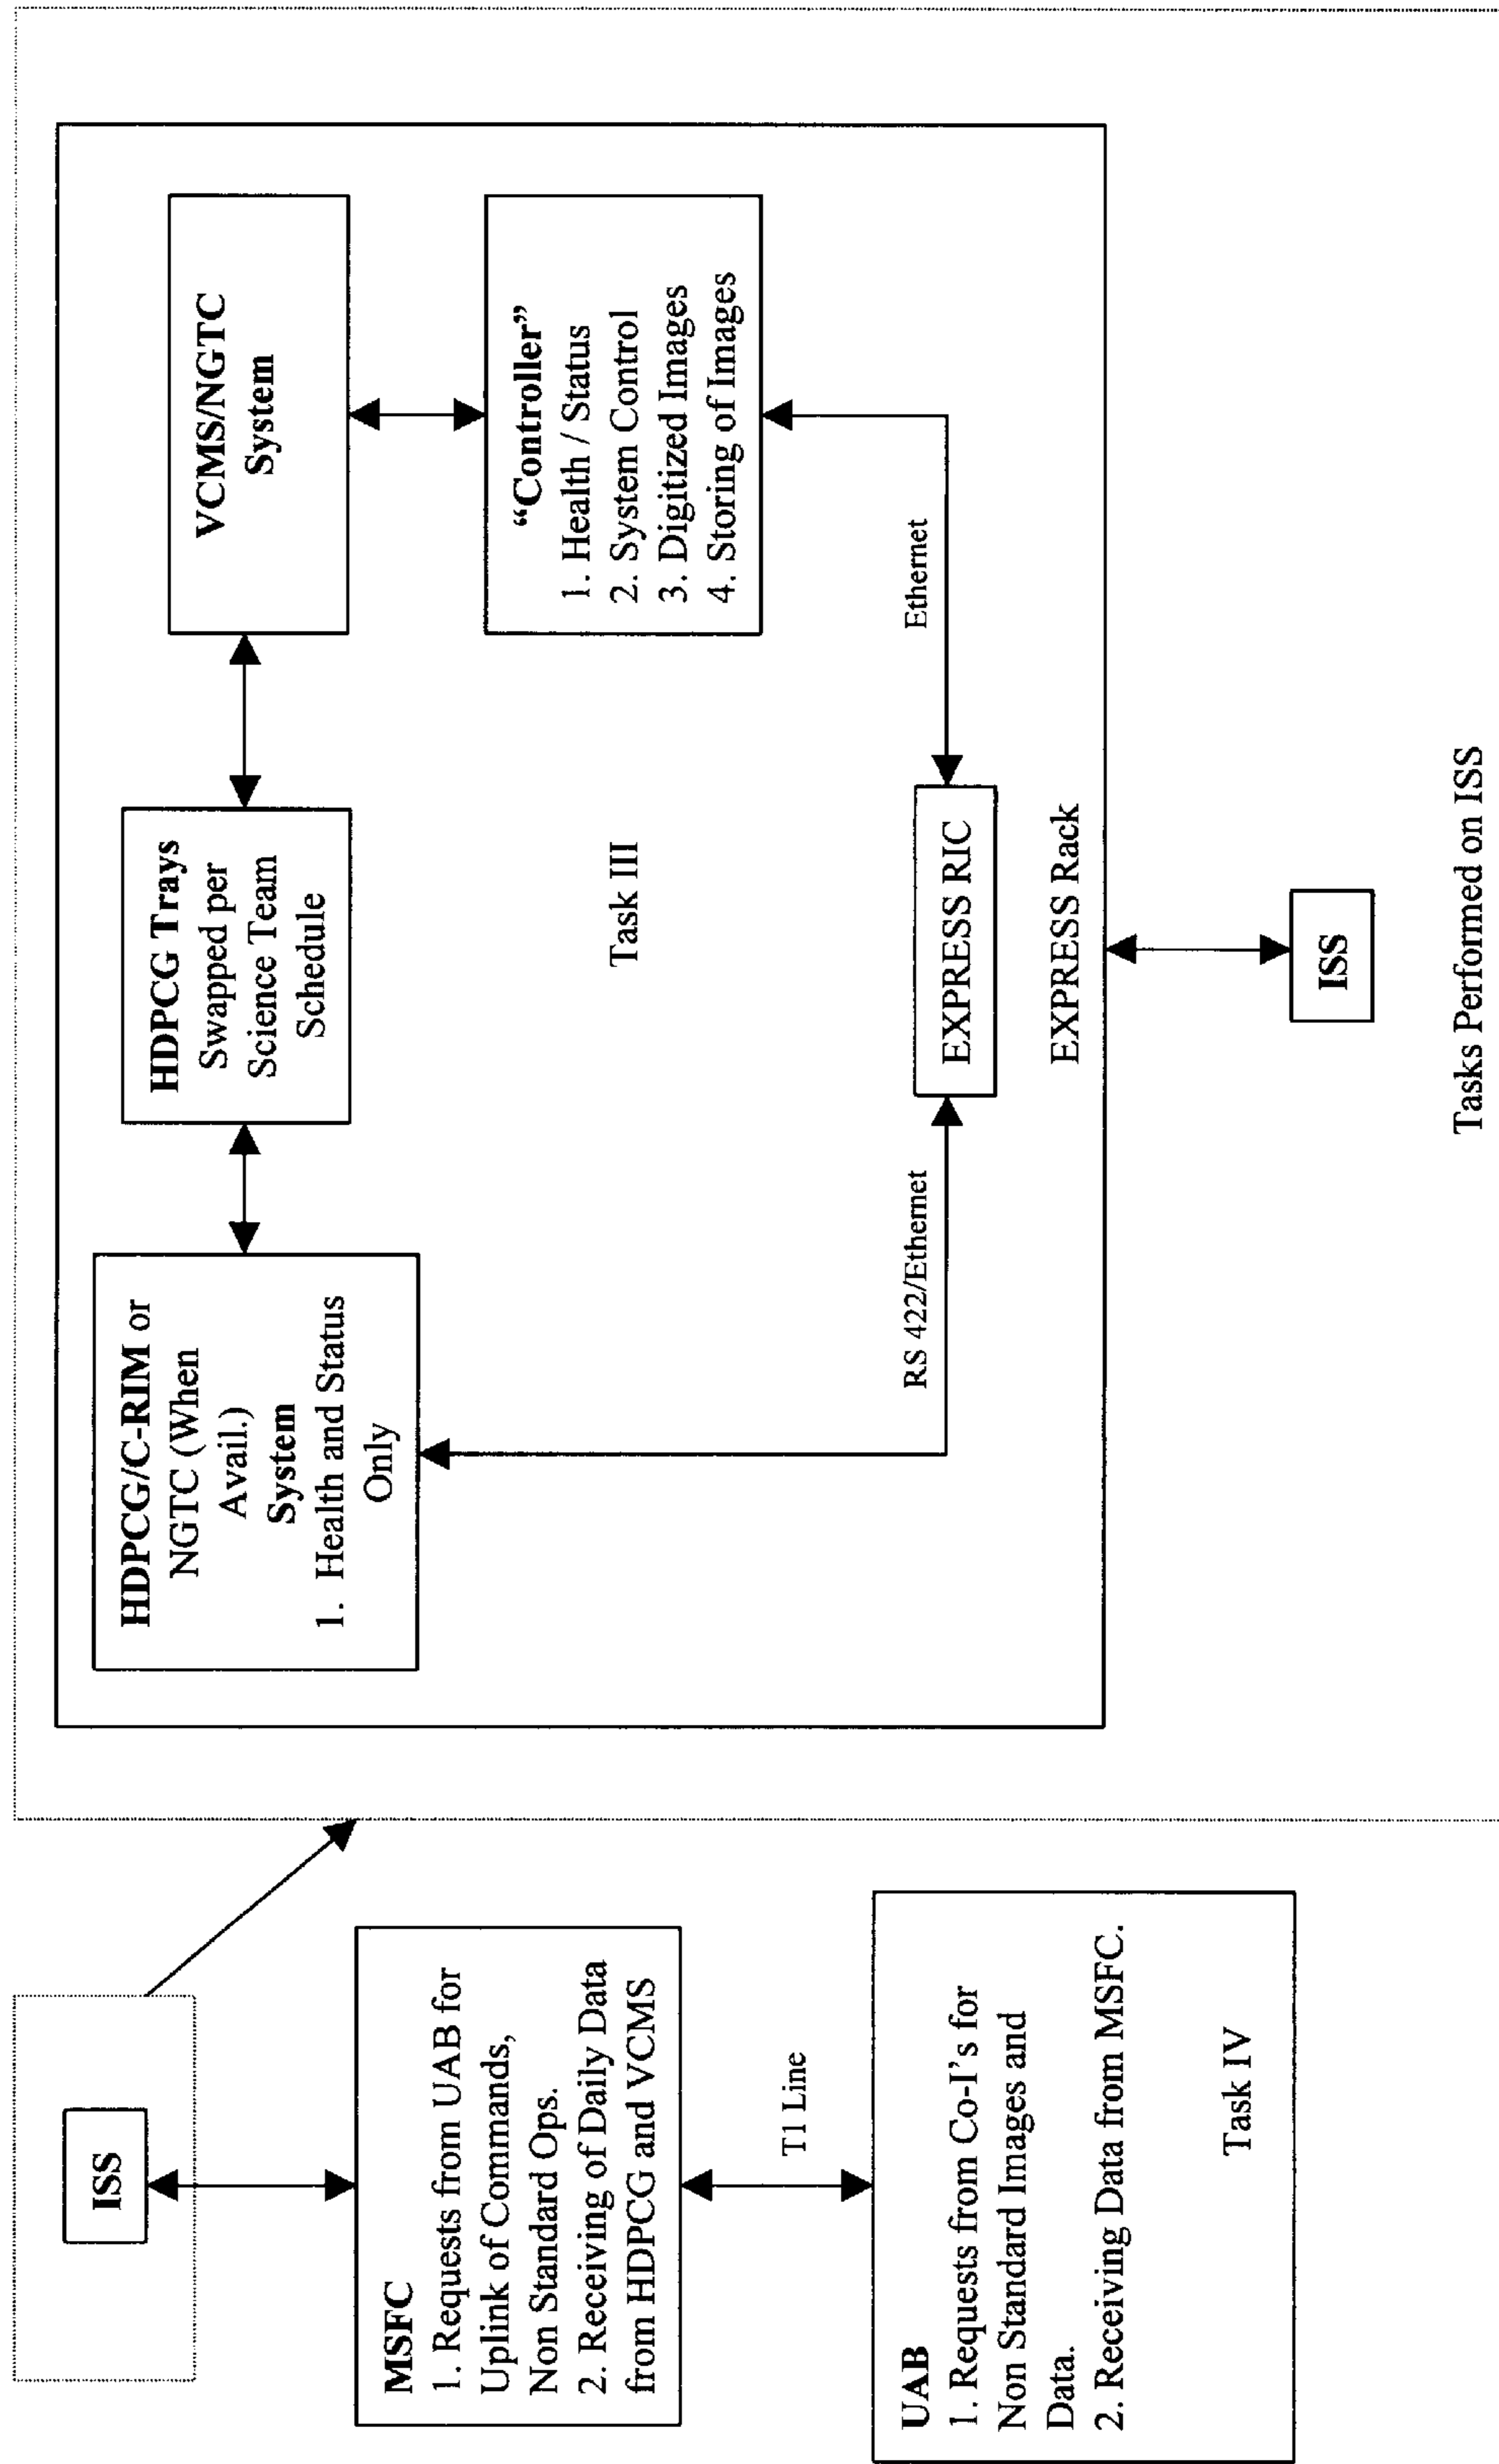 ISS
MSFC
1. Requests from UAB for
Uplink of Commands,
Non Standard Ops.
2. Receiving of Daily Data
from HDPCG and VCMS
T1 Line
UAB
1. Requests from Co-I's for
Non Standard Images and
Data.
2. Receiving Data from MSFC.
Task IV
HDPCG/C-RIM or
NGTC (When
Avail.)
System
1. Health and Status
Only
HDPCG Trays
Swapped per
Science Team
Schedule
VCMS/NGTC
System
“Controller”
1. Health / Status
2. System Control
3. Digitized Images
4. Storing of Images
Task III
RS 422/Ethernet
Ethernet
EXPRESS RIC
EXPRESS Rack
ISS
Tasks Performed on ISS